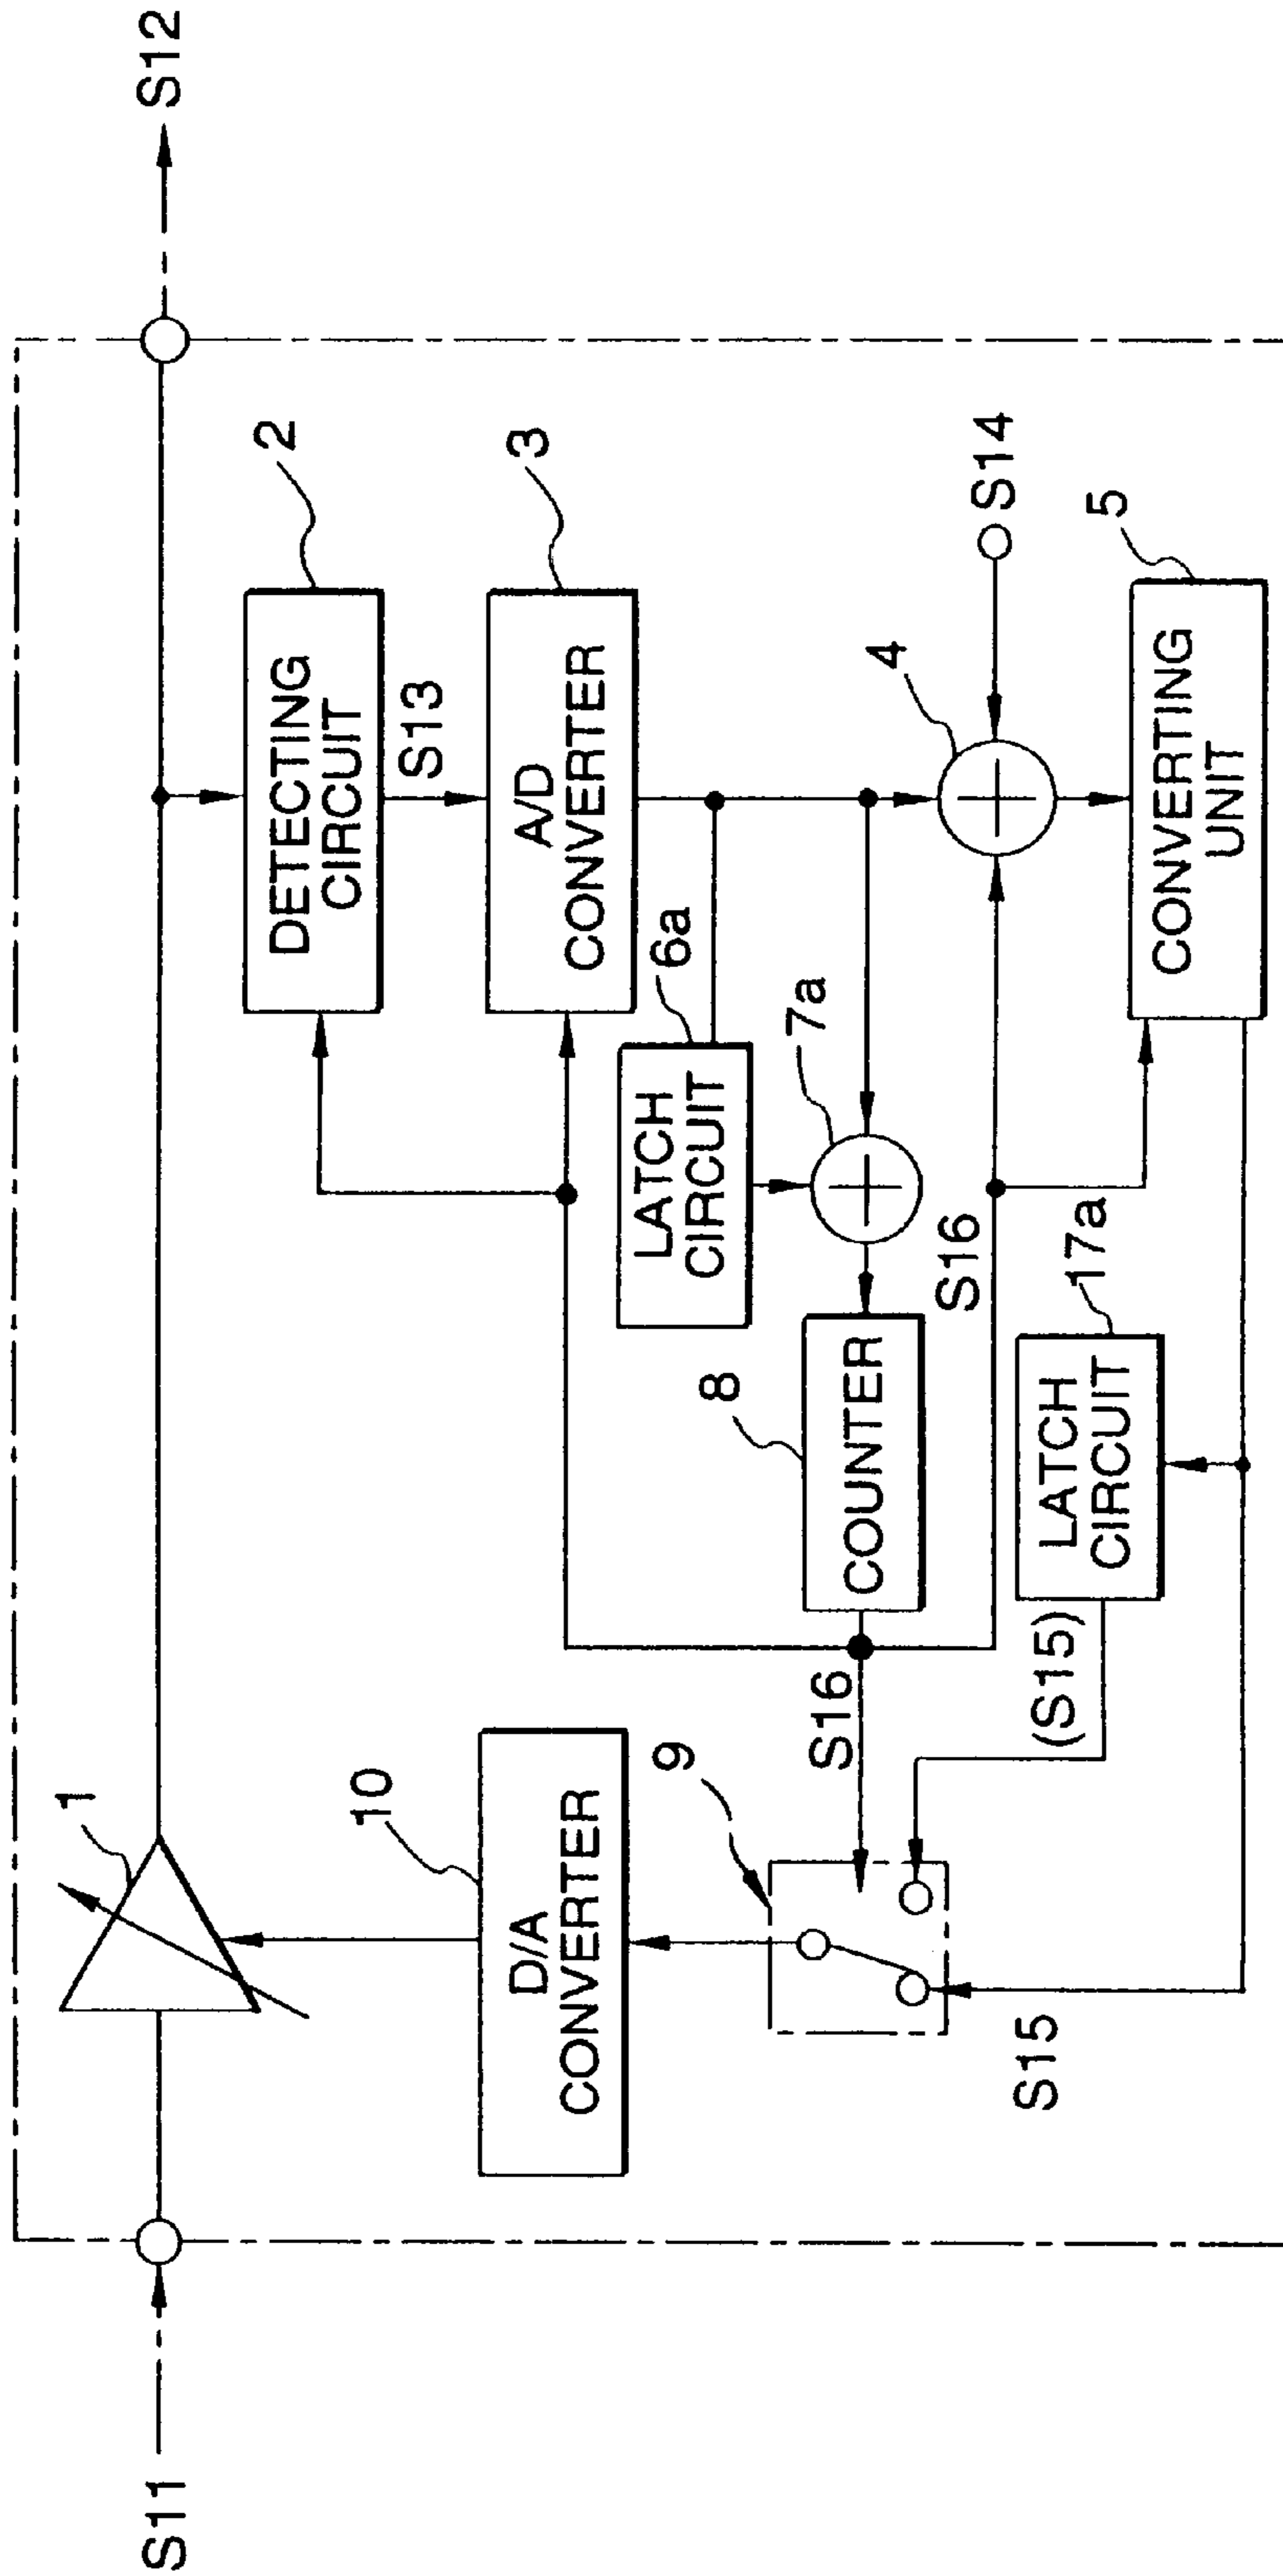 S11
S12
1
2
DETECTING
CIRCUIT
S13
3
A/D
CONVERTER
10
D/A
CONVERTER
6a
LATCH
CIRCUIT
7a
4
S14
8
COUNTER
S16
S16
9
5
CONVERTING
UNIT
17a
LATCH
CIRCUIT
(S15)
S15